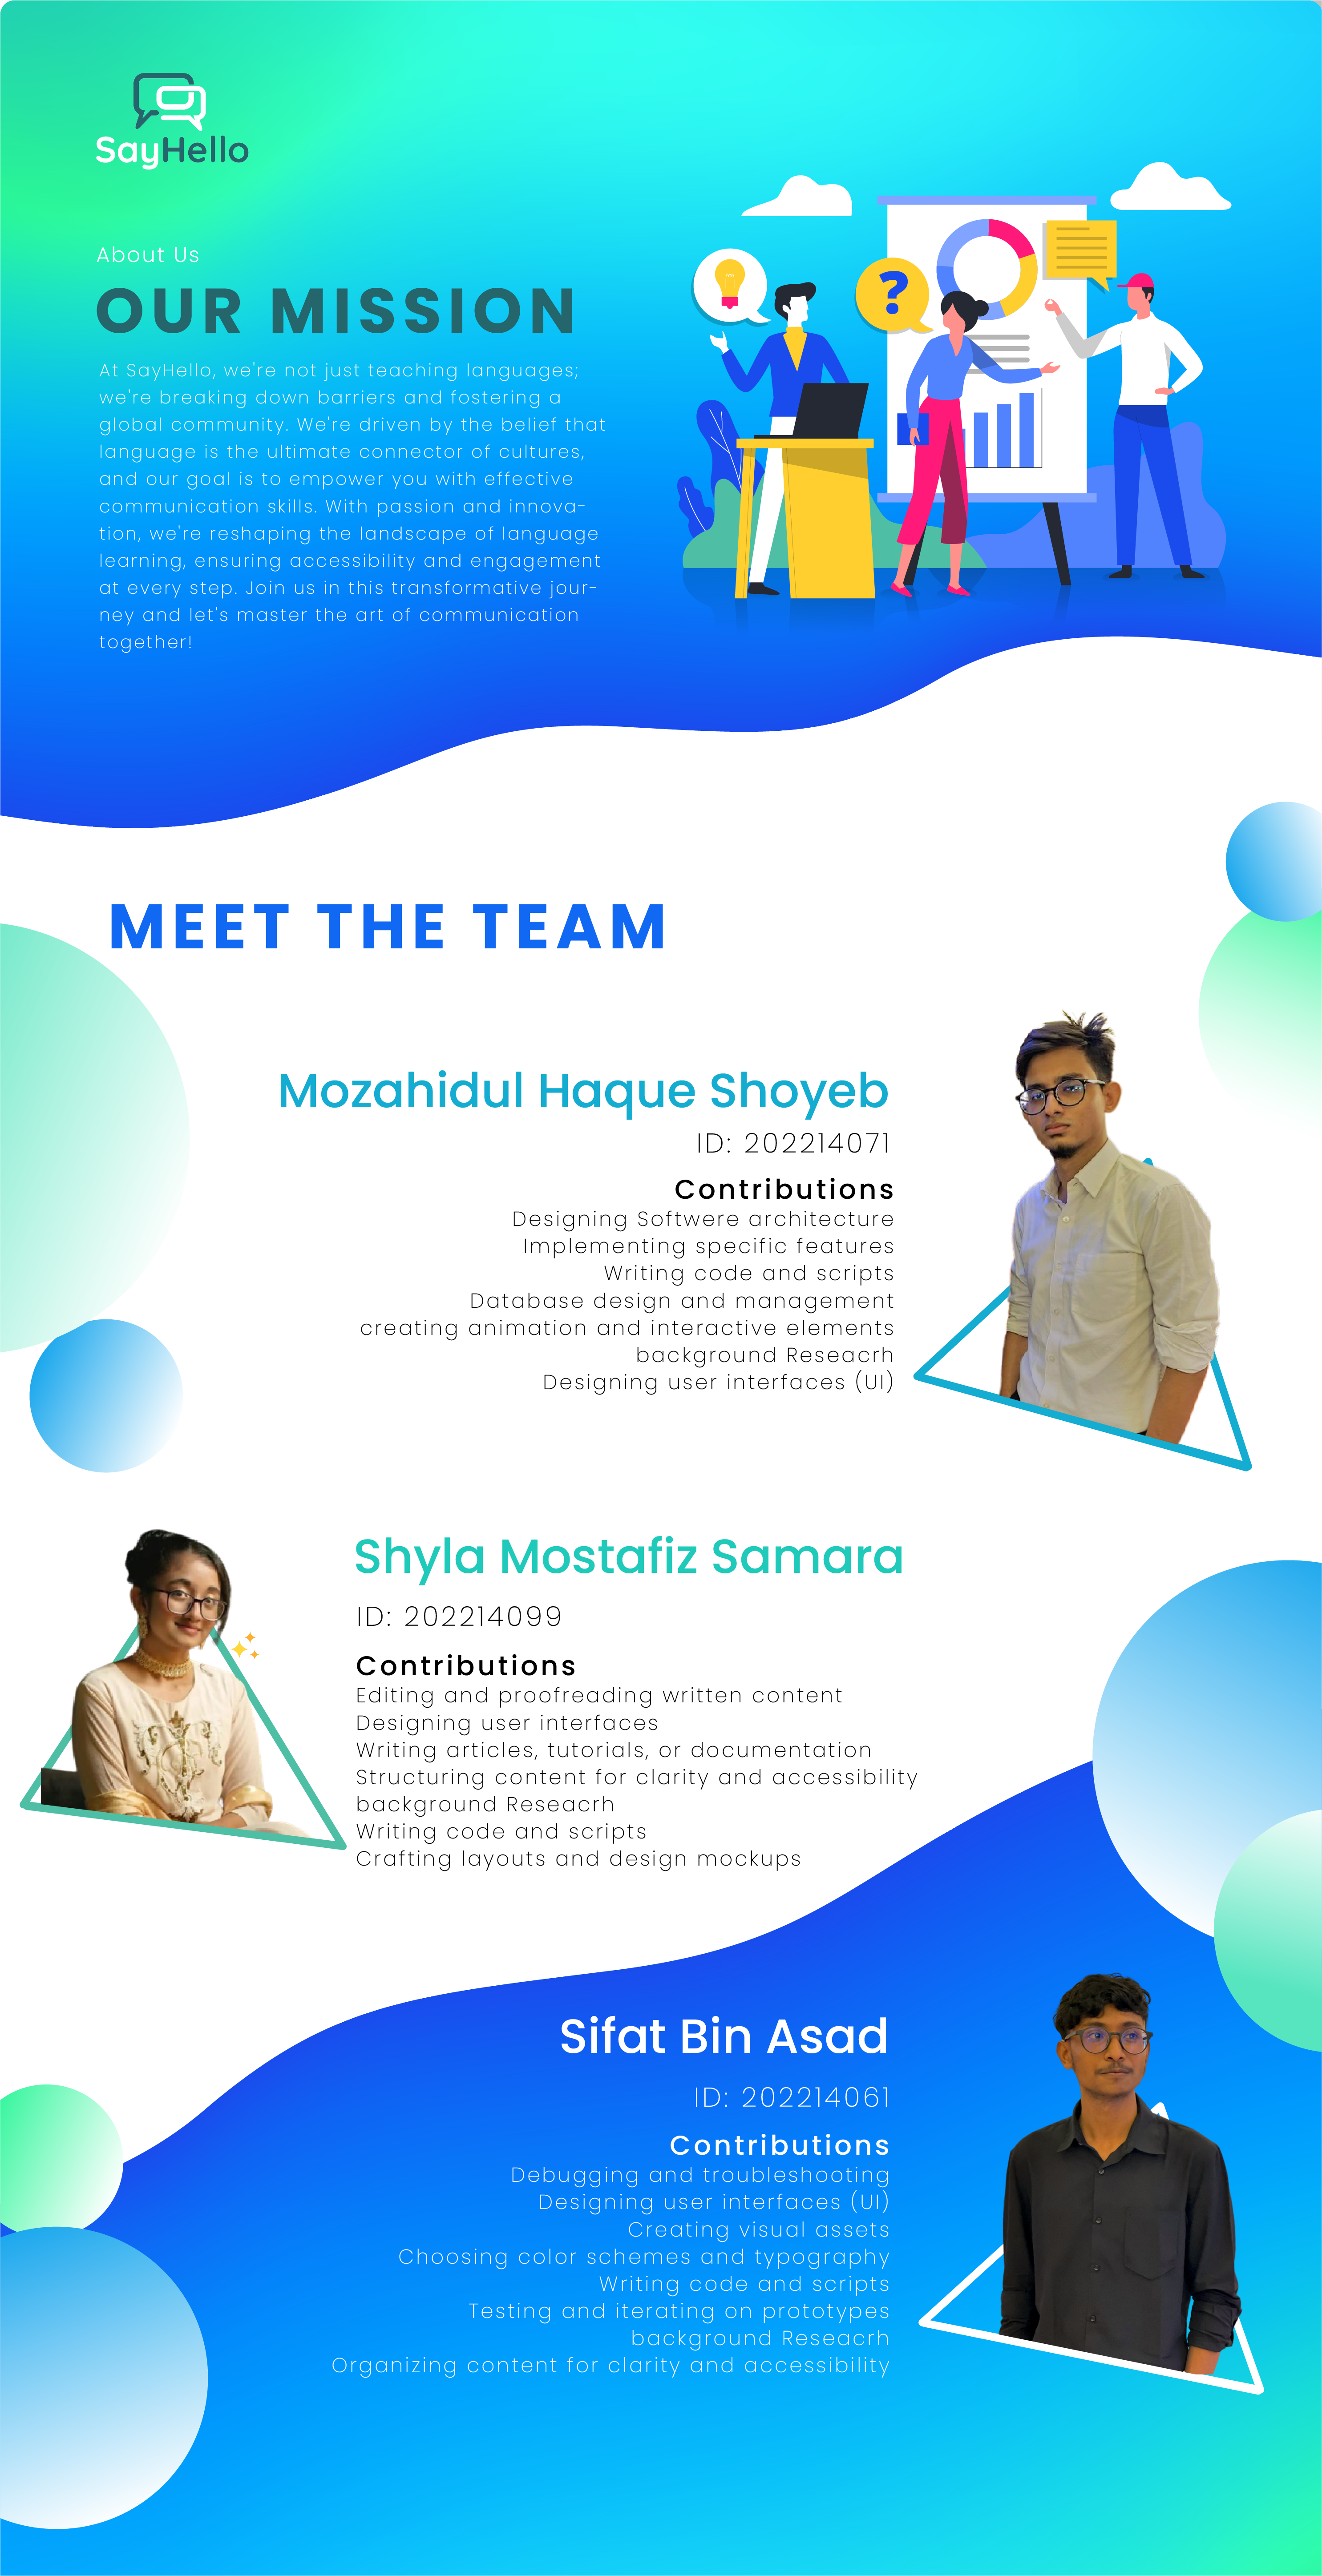 SayHello
About Us
OUR MISSION
At SayHello, we're not just teaching languages;
we're breaking down barriers and fostering a
global community. We're driven by the belief that
language is the ultimate connector of cultures,
and our goal is to empower you with effective
communication skills. With passion and innova-
tion, we're reshaping the landscape of language
learning, ensuring accessibility and engagement
at every step. Join us in this transformative jour-
ney and let's master the art of communication
together!
?
MEET THE TEAM
Mozahidul Haque Shoyeb
ID: 202214071
Contributions
Designing Softwere architecture
Implementing specific features
Writing code and scripts
Database design and management
creating animation and interactive elements
background Reseacrh
Designing user interfaces (UI)
Shyla Mostafiz Samara
ID: 202214099
Contributions
Editing and proofreading written content
Designing user interfaces
Writing articles, tutorials, or documentation
Structuring content for clarity and accessibility
background Reseacrh
Writing code and scripts
Crafting layouts and design mockups
Sifat Bin Asad
ID: 202214061
Contributions
Debugging and troubleshooting
Designing user interfaces (UI)
Creating visual assets
Choosing color schemes and typography
Writing code and scripts
Testing and iterating on prototypes
background Reseacrh
Organizing content for clarity and accessibility